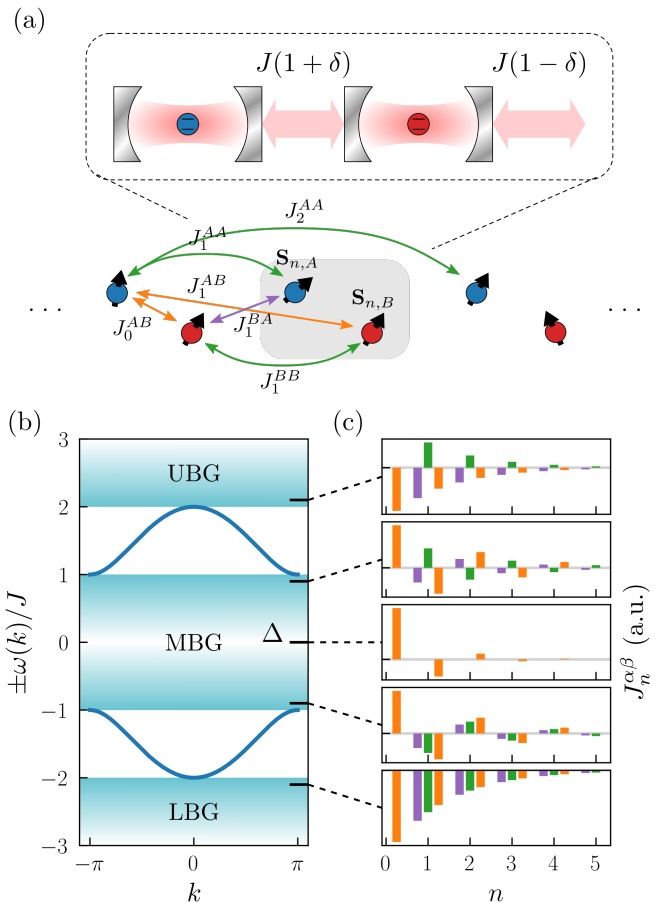 (a)
J(1 + δ)
J(1 − δ)
J_2^{AA}
J_1^{AA}
S_{n,A}
J_1^{AB}
S_{n,B}
. . .
. . .
J_0^{AB}
J_1^{BA}
J_1^{BB}
(b)
(c)
3
2
1
0
−1
−2
−3
±ω(k)/J
UBG
MBG
Δ
LBG
−π
0
π
k
J_n^{αβ} (a.u.)
0
1
2
3
4
5
n